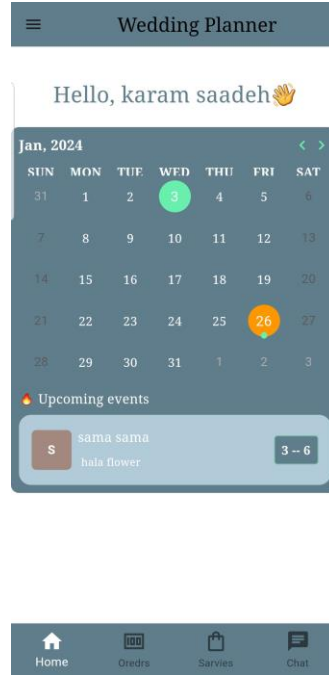 Wedding Planner
Hello, karam saadeh👋
Jan, 2024
SUN MON TUE WED THU FRI SAT
31 1 2 3 4 5 6
7 8 9 10 11 12 13
14 15 16 17 18 19 20
21 22 23 24 25 26 27
28 29 30 31 1 2 3
🔥 Upcoming events
S
sama sama
hala flower
3 -- 6
Home Oredrs Sarvies Chat